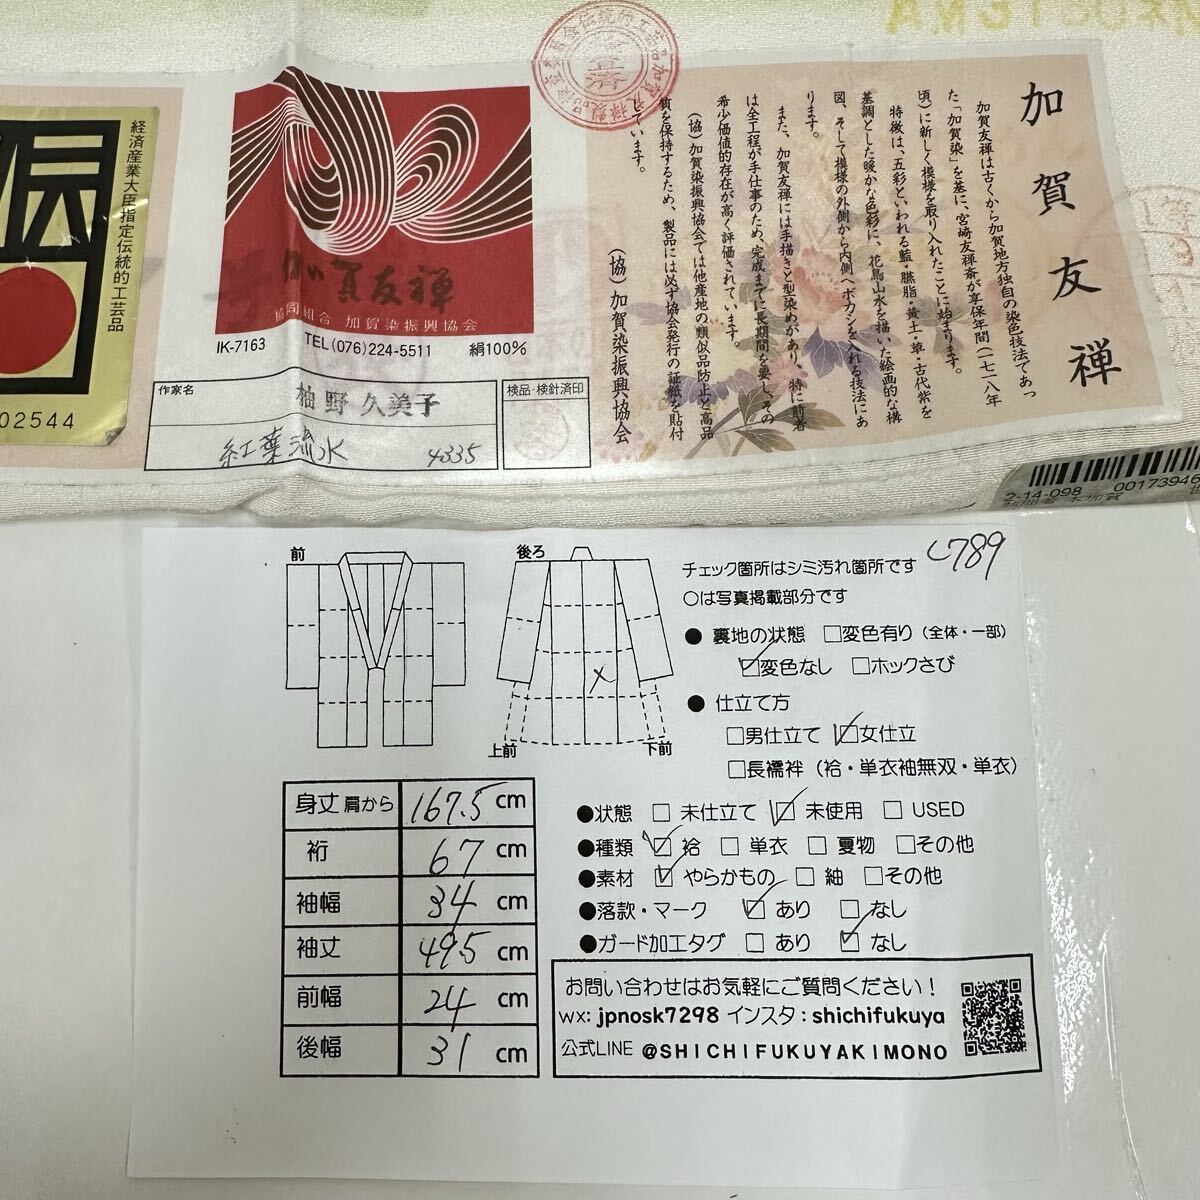 経済産業大臣指定伝統的工芸品
伝
02544
加賀友禅
協同組合 加賀染振興協会
IK-7163 TEL(076)224-5511 絹100%
作家名
柚野久美子
紅葉流水 4335
検品・検針済印
加賀友禅
加賀友禅は古くから加賀地方独自の染色技法であっ
た「加賀染」を基に、宮崎友禅斎が享保年間(一七一八年
頃)に新しく模様を取り入れたことに始まります。
特徴は、五彩といわれる藍・臙脂・黄土・草・古代紫を
基調とした暖かな色彩に、花鳥山水を描いた絵画的な構
図、そして模様の外側から内側へボカシを入れる技法にあ
ります。
また、加賀友禅には手描きと型染めがあり、特に前者
は全工程が手仕事のため、完成までに長期間を要し、その
希少価値的存在が高く評価されています。
(協)加賀染振興協会では他産地の類似品防止と高品
質を保持するため、製品には必ず協会発行の証紙を貼付
しています。
(協)加賀染振興協会
2-14-098 00173946
前
後ろ
上前
下前
チェック箇所はシミ汚れ箇所です
し789
○は写真掲載部分です
● 裏地の状態 □変色有り(全体・一部)
☑変色なし □ホックさび
● 仕立て方
□男仕立て ☑女仕立
□長襦袢(袷・単衣袖無双・単衣)
●状態 □ 未仕立て ☑ 未使用 □ USED
●種類 ☑ 袷 □ 単衣 □ 夏物 □その他
●素材 ☑ やらかもの □ 紬 □その他
●落款・マーク ☑ あり □ なし
●ガード加工タグ □ あり ☑ なし
身丈 肩から 167.5 cm
裄 67 cm
袖幅 34 cm
袖丈 49.5 cm
前幅 24 cm
後幅 31 cm
お問い合わせはお気軽にご質問ください!
wx: jpnosk7298 インスタ: shichifukuya
公式LINE @SHICHIFUKUYAKIMONO